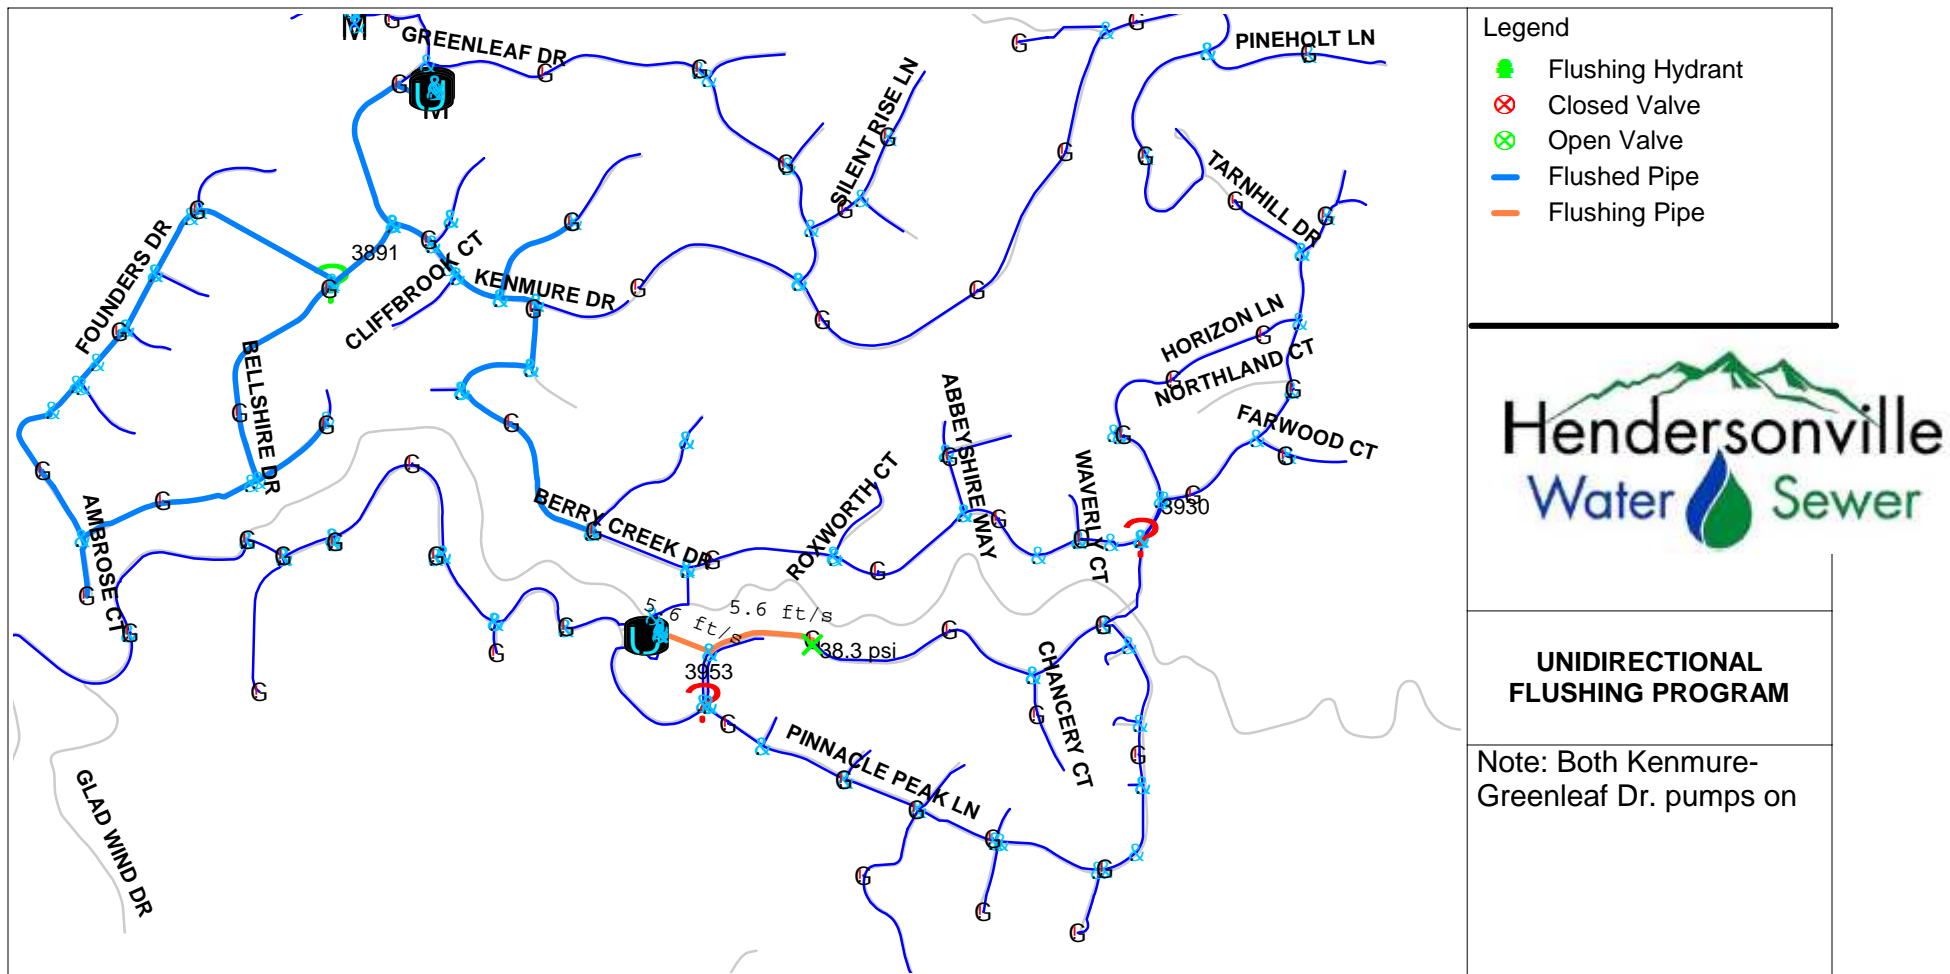 GREENLEAF DR
PINEHOLT LN
SILENT RISE LN
TARNHILL DR
FOUNDERS DR
3891
CLIFFBROOK CT
KENMURE DR
HORIZON LN
NORTHLAND CT
BELLSHIRE DR
ABBEYSHIRE WAY
FARWOOD CT
WAVERLY CT
ROXWORTH CT
BERRY CREEK DR
AMBROSE CT
3930
5.6 ft/s
5.6 ft/s
38.3 psi
3953
CHANCERY CT
PINNACLE PEAK LN
GLAD WIND DR
Legend
Flushing Hydrant
Closed Valve
Open Valve
Flushed Pipe
Flushing Pipe
Hendersonville
Water Sewer
UNIDIRECTIONAL
FLUSHING PROGRAM
Note: Both Kenmure-
Greenleaf Dr. pumps on